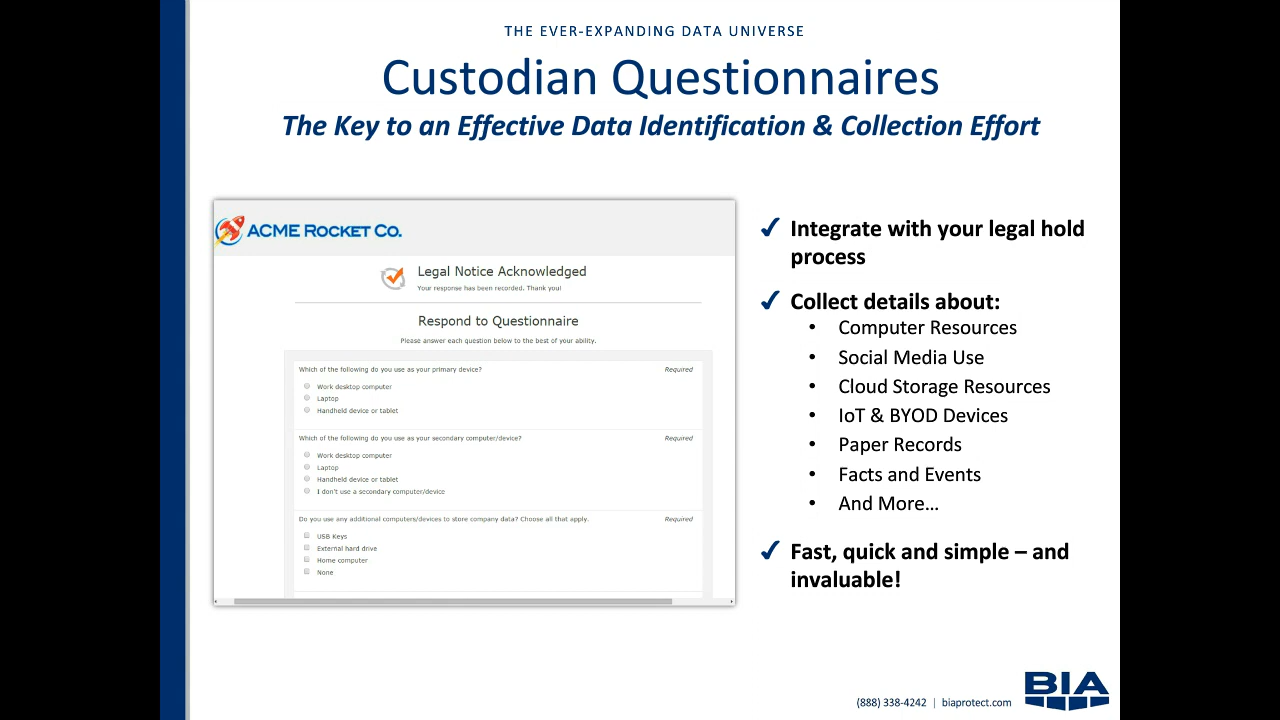 THE EVER-EXPANDING DATA UNIVERSE
Custodian Questionnaires
The Key to an Effective Data Identification & Collection Effort
ACME ROCKET CO.
Legal Notice Acknowledged
Your response has been recorded. Thank you!
Respond to Questionnaire
Please answer each question below to the best of your ability.
Which of the following do you use as your primary device? Required
Work desktop computer
Laptop
Handheld device or tablet
Which of the following do you use as your secondary computer/device? Required
Work desktop computer
Laptop
Handheld device or tablet
I don't use a secondary computer/device
Do you use any additional computers/devices to store company data? Choose all that apply. Required
USB Keys
External hard drive
Home computer
None
✔ Integrate with your legal hold
process
✔ Collect details about:
• Computer Resources
• Social Media Use
• Cloud Storage Resources
• IoT & BYOD Devices
• Paper Records
• Facts and Events
• And More…
✔ Fast, quick and simple – and
invaluable!
(888) 338-4242 | biaprotect.com
BIA